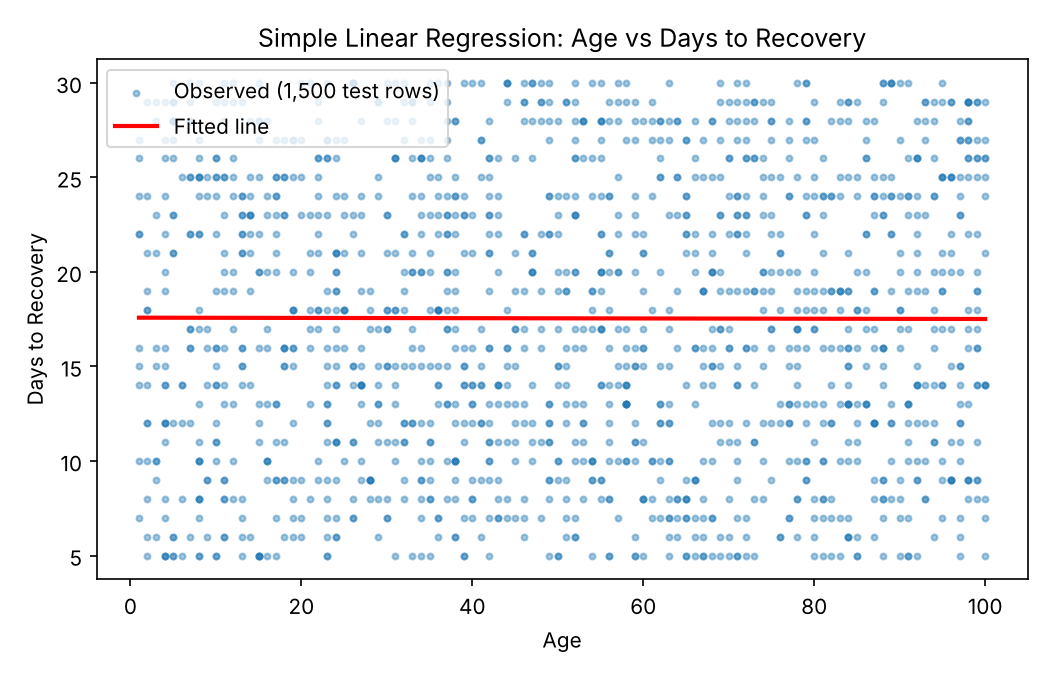 Simple Linear Regression: Age vs Days to Recovery
Observed (1,500 test rows)
Fitted line
Days to Recovery
30
25
20
15
10
5
0 20 40 60 80 100
Age